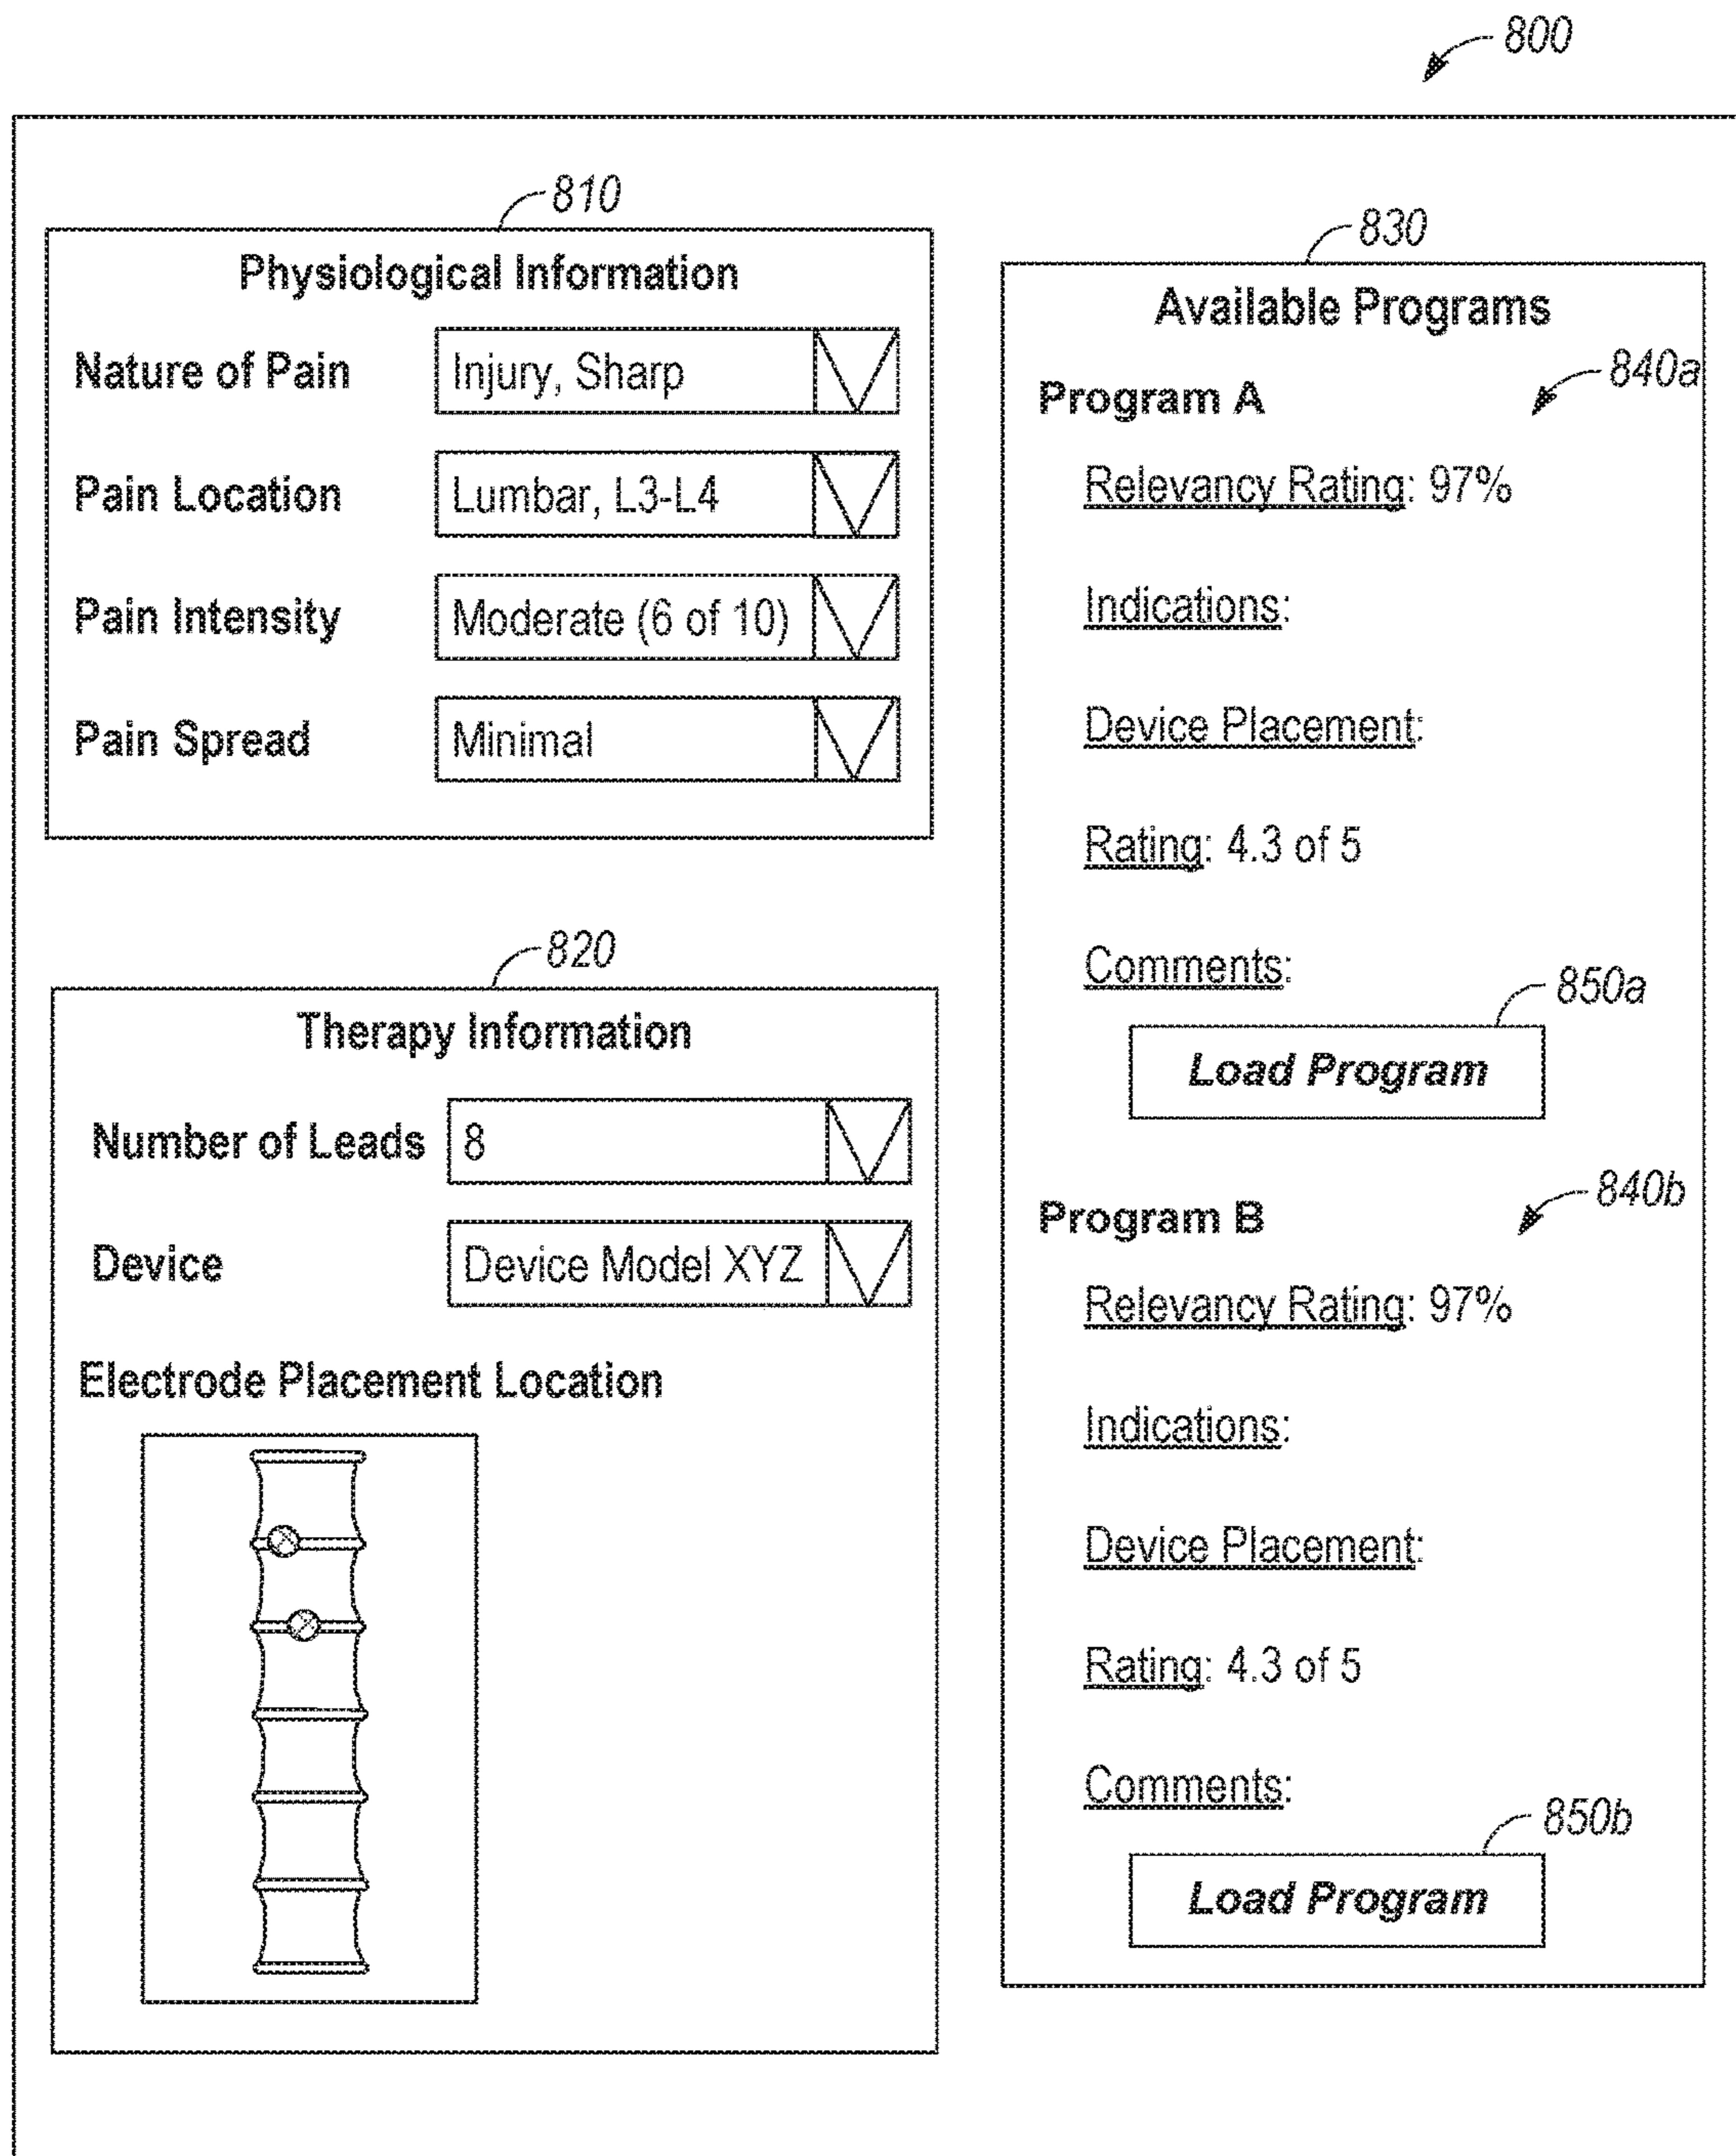 800
810
Physiological Information
Nature of Pain Injury, Sharp
Pain Location Lumbar, L3-L4
Pain Intensity Moderate (6 of 10)
Pain Spread Minimal
820
Therapy Information
Number of Leads 8
Device Device Model XYZ
Electrode Placement Location
830
Available Programs
840a
Program A
Relevancy Rating: 97%
Indications:
Device Placement:
Rating: 4.3 of 5
Comments:
850a
Load Program
840b
Program B
Relevancy Rating: 97%
Indications:
Device Placement:
Rating: 4.3 of 5
Comments:
850b
Load Program